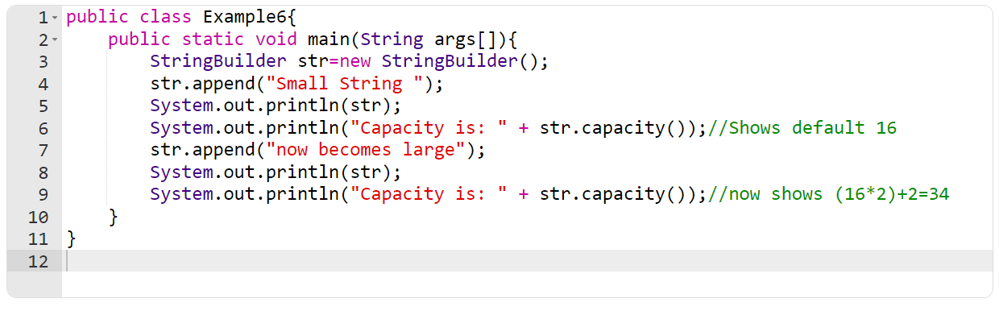 1 public class Example6{
2     public static void main(String args[]){
3         StringBuilder str=new StringBuilder();
4         str.append("Small String ");
5         System.out.println(str);
6         System.out.println("Capacity is: " + str.capacity());//Shows default 16
7         str.append("now becomes large");
8         System.out.println(str);
9         System.out.println("Capacity is: " + str.capacity());//now shows (16*2)+2=34
10     }
11 }
12